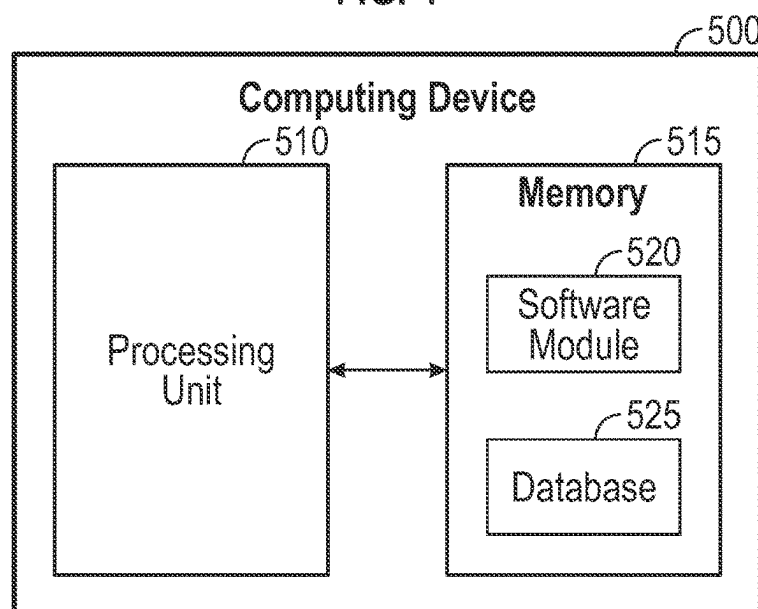 500
Computing Device
510
515
Memory
520
Software
Module
Processing
Unit
525
Database